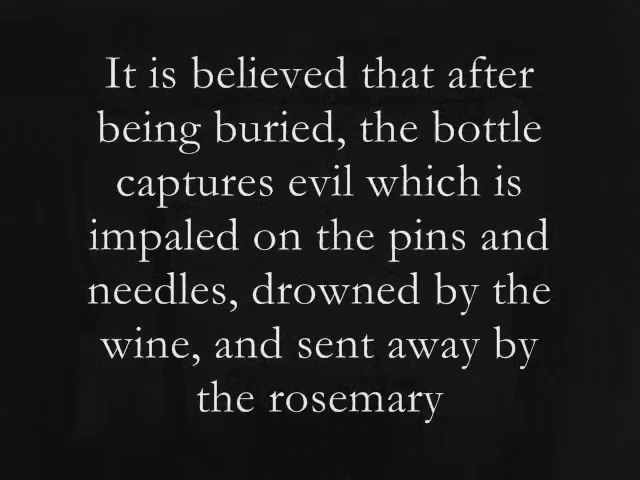 It is believed that after
being buried, the bottle
captures evil which is
impaled on the pins and
needles, drowned by the
wine, and sent away by
the rosemary